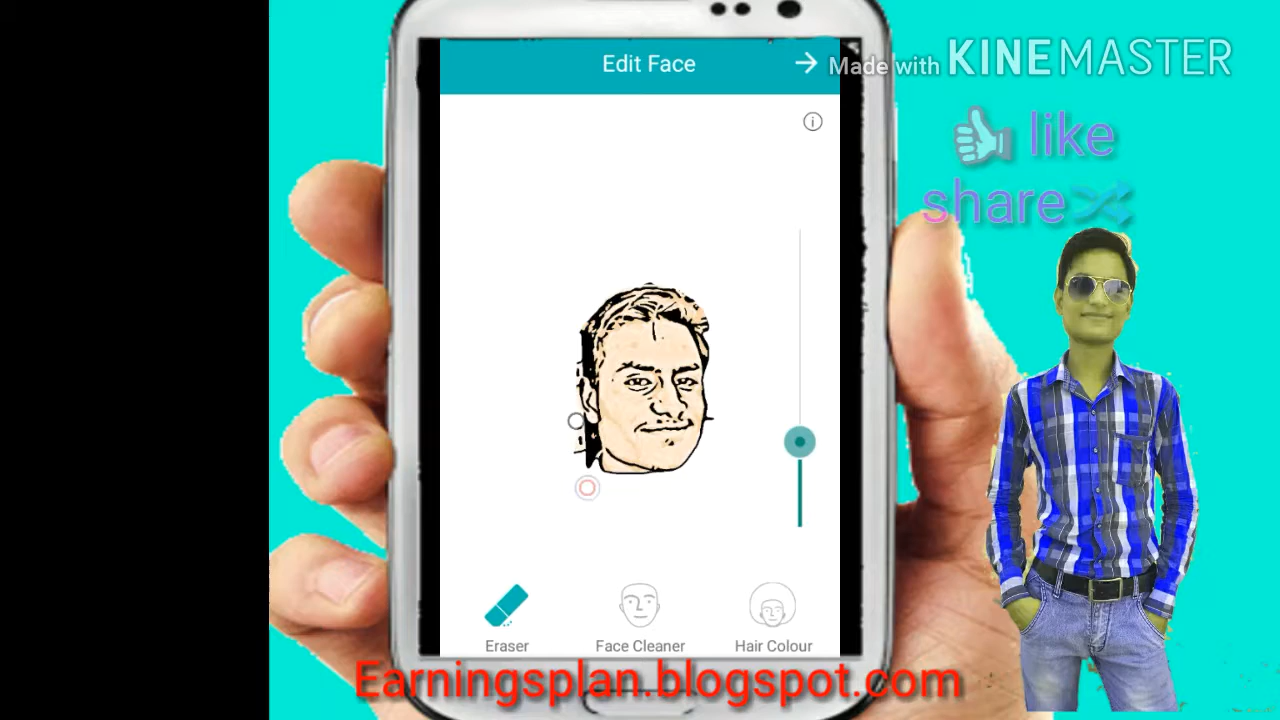 Edit Face
Made with KINEMASTER
like
share
Eraser
Face Cleaner
Hair Colour
Earningsplan.blogspot.com